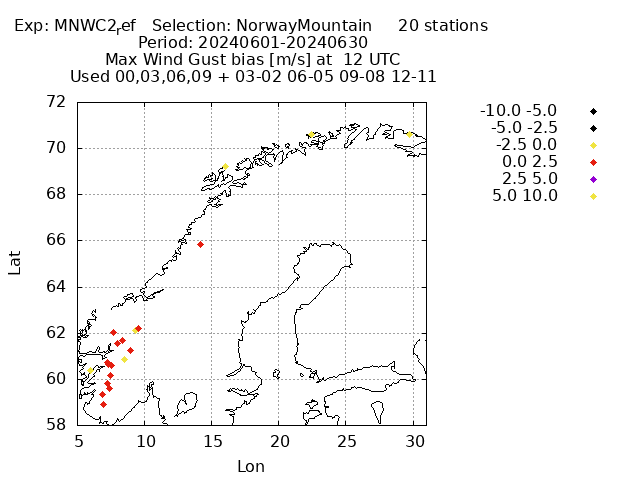 Exp: MNWC2ref Selection: NorwayMountain 20 stations
Period: 20240601-20240630
Max Wind Gust bias [m/s] at 12 UTC
Used 00,03,06,09 + 03-02 06-05 09-08 12-11
-10.0 -5.0
-5.0 -2.5
-2.5 0.0
0.0 2.5
2.5 5.0
5.0 10.0
72
70
68
66
64
62
60
58
Lat
5 10 15 20 25 30
Lon